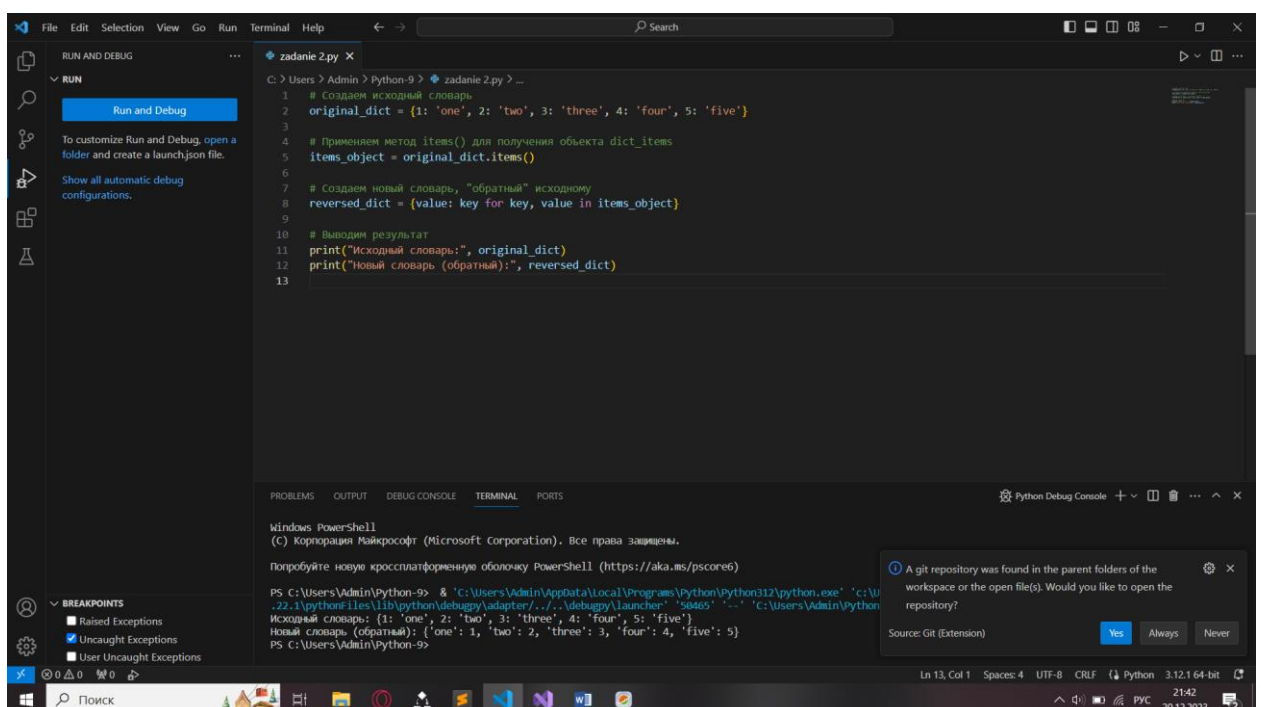 File Edit Selection View Go Run Terminal Help
Search
RUN AND DEBUG
RUN
Run and Debug
To customize Run and Debug, open a
folder and create a launch.json file.
Show all automatic debug
configurations.
zadanie 2.py
C: > Users > Admin > Python-9 > zadanie 2.py > ...
1 # Создаем исходный словарь
2 original_dict = {1: 'one', 2: 'two', 3: 'three', 4: 'four', 5: 'five'}
3
4 # Применяем метод items() для получения объекта dict_items
5 items_object = original_dict.items()
6
7 # Создаем новый словарь, "обратный" исходному
8 reversed_dict = {value: key for key, value in items_object}
9
10 # Выводим результат
11 print("Исходный словарь:", original_dict)
12 print("Новый словарь (обратный):", reversed_dict)
13
PROBLEMS OUTPUT DEBUG CONSOLE TERMINAL PORTS
Python Debug Console
Windows PowerShell
(C) Корпорация Майкрософт (Microsoft Corporation). Все права защищены.
Попробуйте новую кроссплатформенную оболочку PowerShell (https://aka.ms/pscore6)
PS C:\Users\Admin\Python-9> & 'C:\Users\Admin\AppData\Local\Programs\Python\Python312\python.exe' 'c:\U
.22.1\pythonFiles\lib\python\debugpy\adapter/../..\debugpy\launcher' '50465' '--' 'C:\Users\Admin\Python
Исходный словарь: {1: 'one', 2: 'two', 3: 'three', 4: 'four', 5: 'five'}
Новый словарь (обратный): {'one': 1, 'two': 2, 'three': 3, 'four': 4, 'five': 5}
PS C:\Users\Admin\Python-9>
A git repository was found in the parent folders of the
workspace or the open file(s). Would you like to open the
repository?
Source: Git (Extension)
Yes Always Never
BREAKPOINTS
Raised Exceptions
Uncaught Exceptions
User Uncaught Exceptions
0 0 0
Ln 13, Col 1 Spaces: 4 UTF-8 CRLF Python 3.12.1 64-bit
Поиск
РУС
21:42